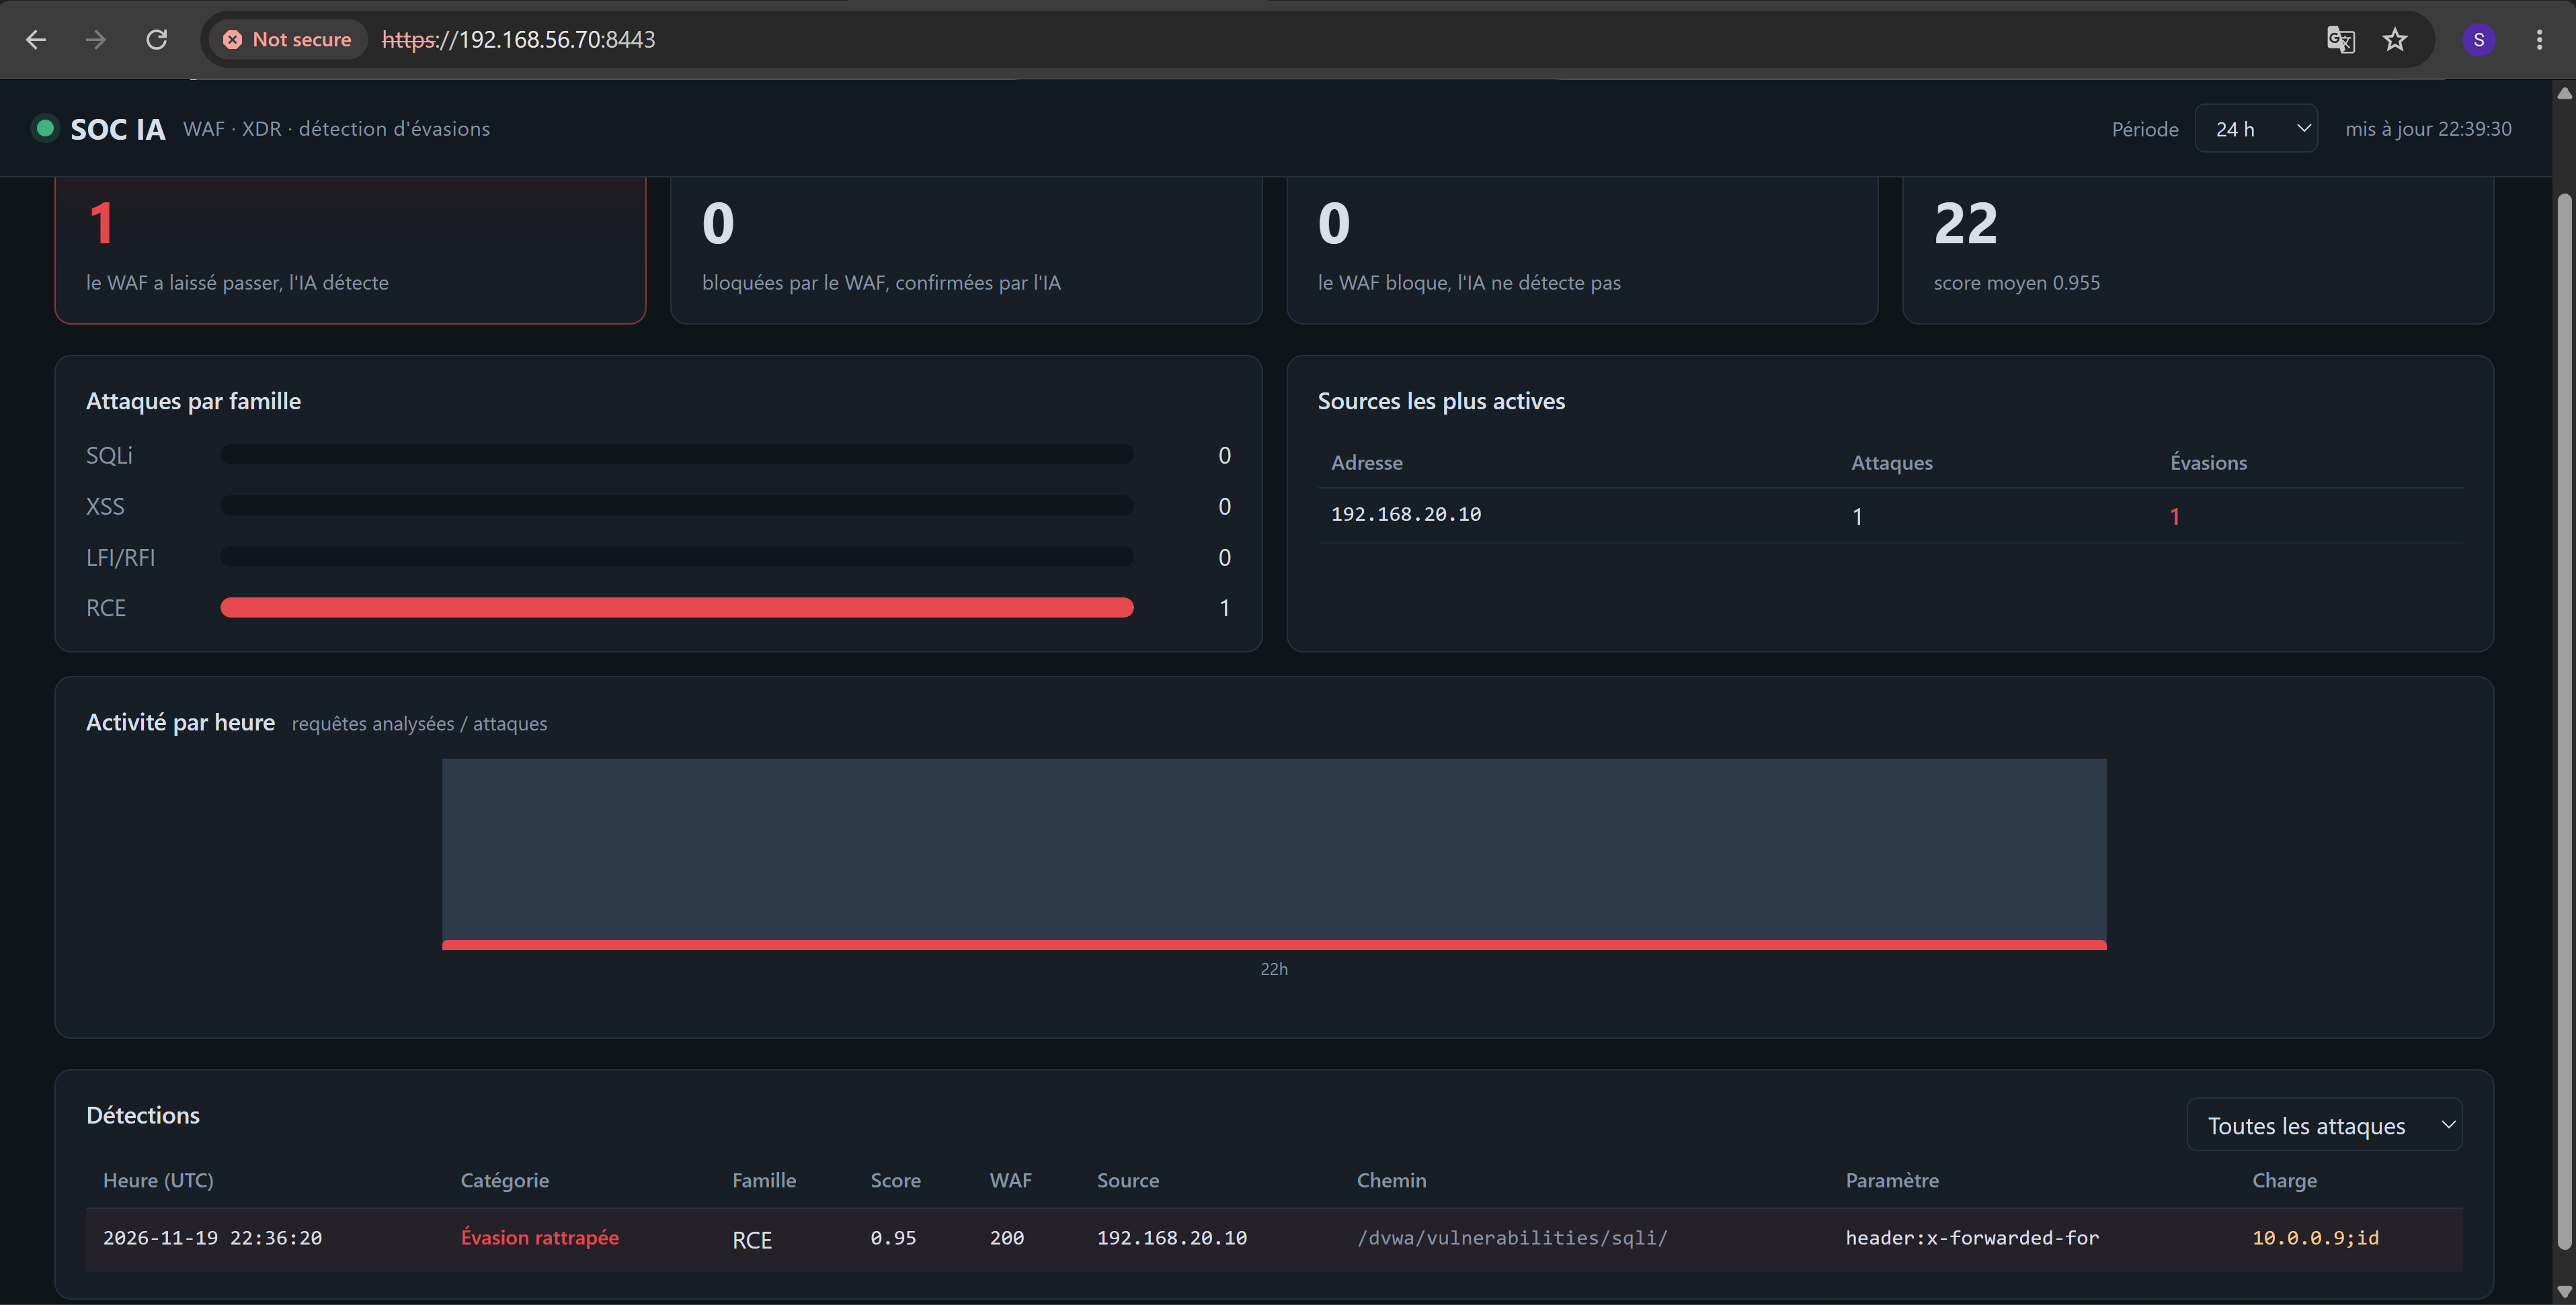 Not secure https://192.168.56.70:8443 S
SOC IA WAF · XDR · détection d'évasions Période 24 h mis à jour 22:39:30
1 0 0 22
le WAF a laissé passer, l'IA détecte bloquées par le WAF, confirmées par l'IA le WAF bloque, l'IA ne détecte pas score moyen 0.955
Attaques par famille
SQLi 0
XSS 0
LFI/RFI 0
RCE 1
Sources les plus actives
Adresse Attaques Évasions
192.168.20.10 1 1
Activité par heure requêtes analysées / attaques
22h
Détections Toutes les attaques
Heure (UTC) Catégorie Famille Score WAF Source Chemin Paramètre Charge
2026-11-19 22:36:20 Évasion rattrapée RCE 0.95 200 192.168.20.10 /dvwa/vulnerabilities/sqli/ header:x-forwarded-for 10.0.0.9;id